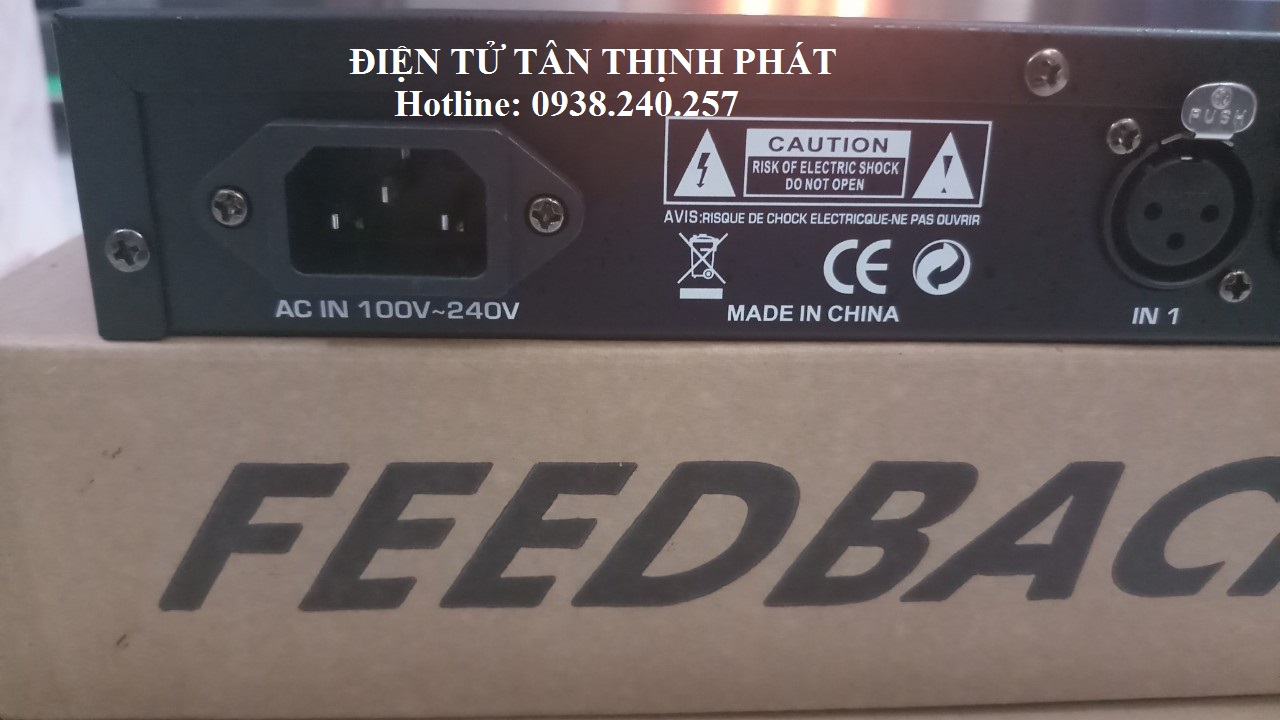 ĐIỆN TỬ TÂN THỊNH PHÁT
Hotline: 0938.240.257
CAUTION
RISK OF ELECTRIC SHOCK
DO NOT OPEN
AVIS:RISQUE DE CHOCK ELECTRICQUE-NE PAS OUVRIR
CE
MADE IN CHINA
AC IN 100V~240V
PUSH
IN 1
FEEDBACK